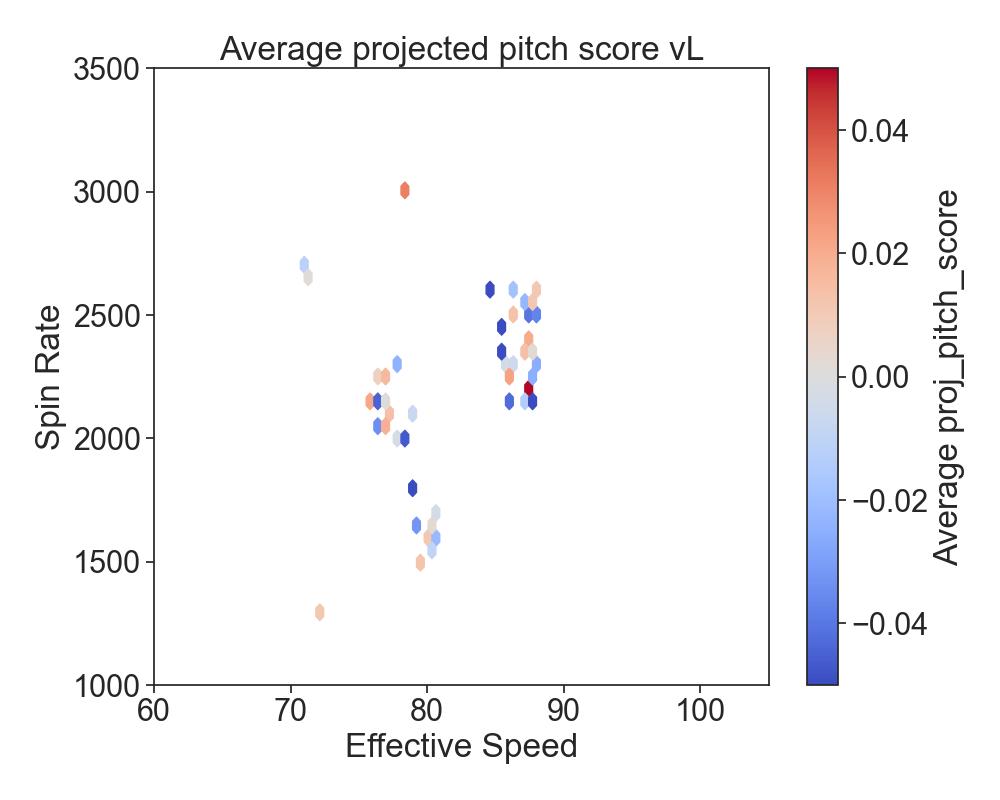 Average projected pitch score vL
3500
3000
2500
2000
1500
1000
Spin Rate
60 70 80 90 100
Effective Speed
0.04
0.02
0.00
−0.02
−0.04
Average proj_pitch_score